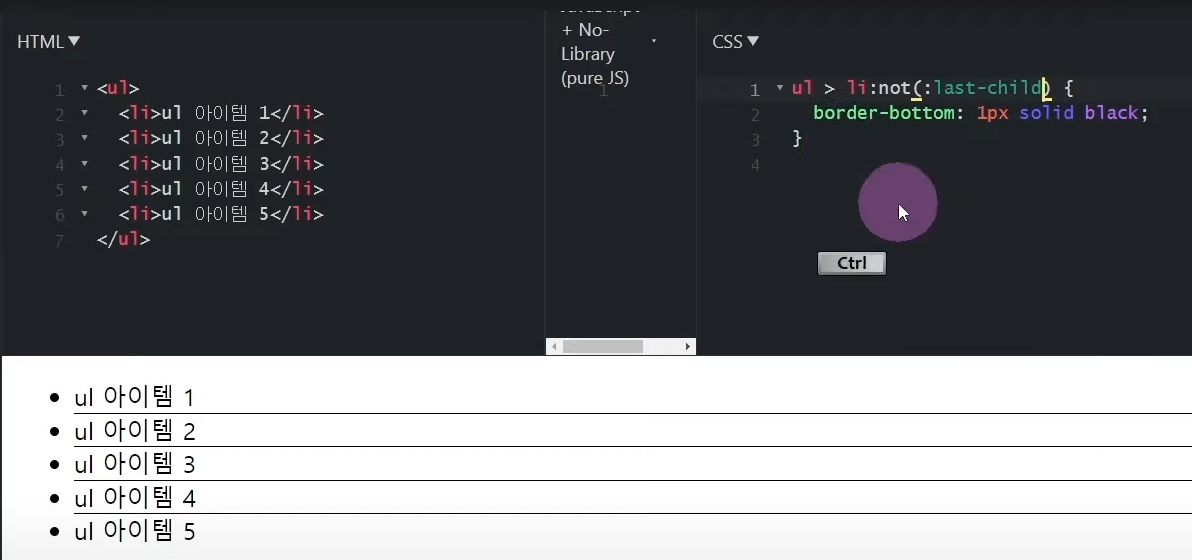 HTML▼
1 ▾ <ul>
2 ▾ <li>ul 아이템 1</li>
3 ▾ <li>ul 아이템 2</li>
4 ▾ <li>ul 아이템 3</li>
5 ▾ <li>ul 아이템 4</li>
6 ▾ <li>ul 아이템 5</li>
7 </ul>
JavaScript
+ No-
Library
(pure JS)
1
CSS▼
1 ▾ ul > li:not(:last-child) {
2 border-bottom: 1px solid black;
3 }
4
Ctrl
• ul 아이템 1
• ul 아이템 2
• ul 아이템 3
• ul 아이템 4
• ul 아이템 5